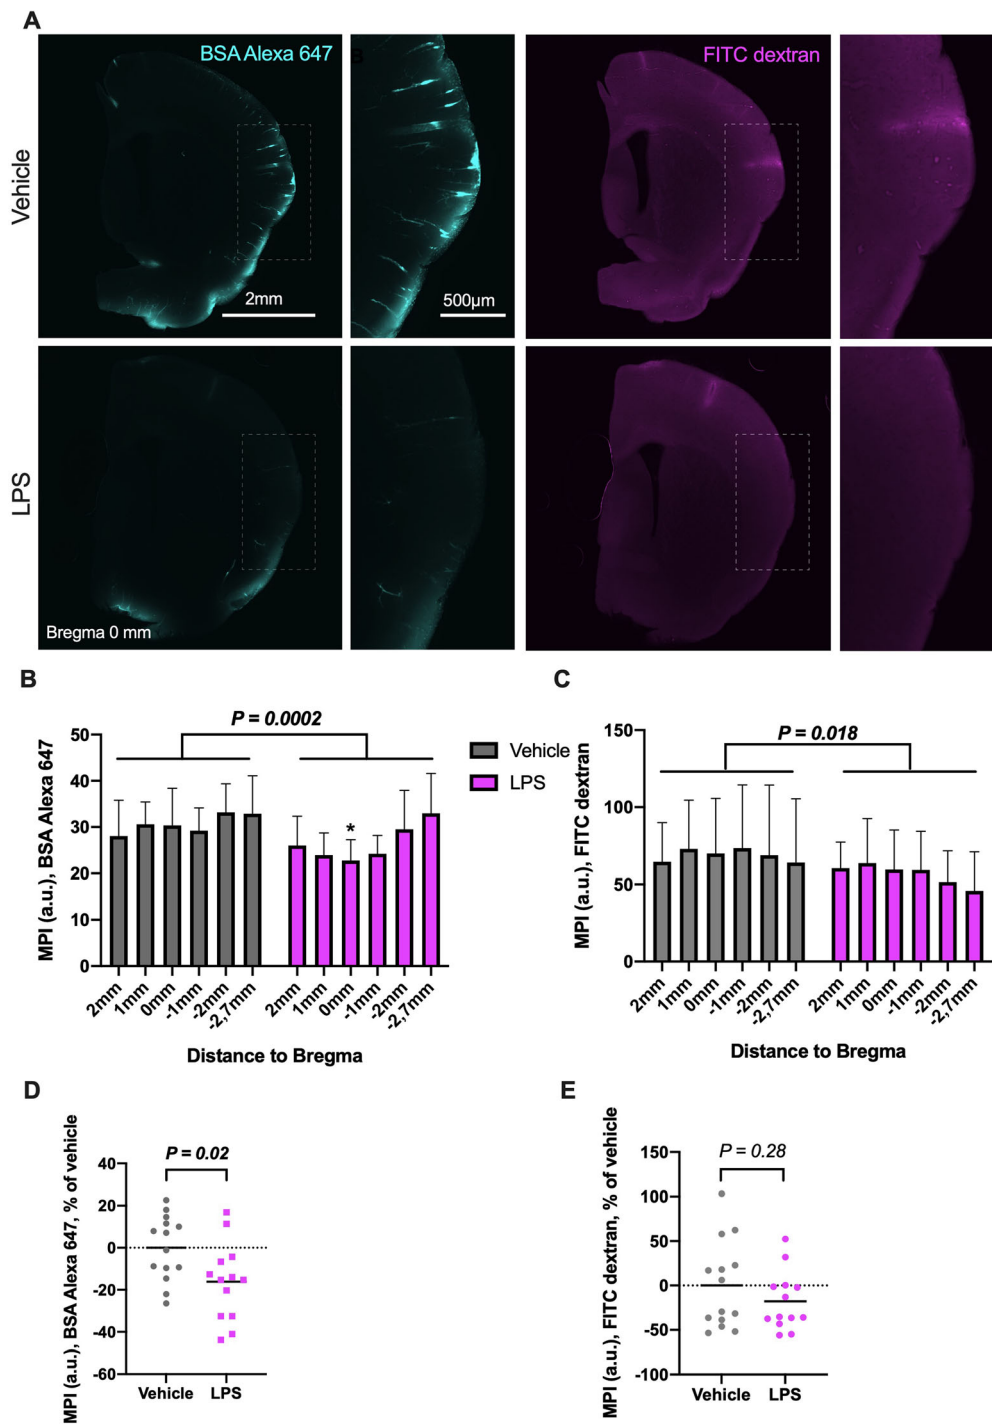 A
BSA Alexa 647
B
FITC dextran
Vehicle
2mm
500µm
LPS
Bregma 0 mm
B
P = 0.0002
MPI (a.u.), BSA Alexa 647
50
40
30
20
10
0
*
2mm
1mm
0mm
-1mm
-2mm
-2,7mm
2mm
1mm
0mm
-1mm
-2mm
-2,7mm
Distance to Bregma
Vehicle
LPS
C
P = 0.018
MPI (a.u.), FITC dextran
150
100
50
0
2mm
1mm
0mm
-1mm
-2mm
-2,7mm
2mm
-1mm
0mm
-1mm
-2mm
-2,7mm
Distance to Bregma
D
P = 0.02
MPI (a.u.), BSA Alexa 647, % of vehicle
40
20
0
-20
-40
-60
Vehicle
LPS
E
P = 0.28
MPI (a.u.), FITC dextran, % of vehicle
150
100
50
0
-50
-100
Vehicle
LPS